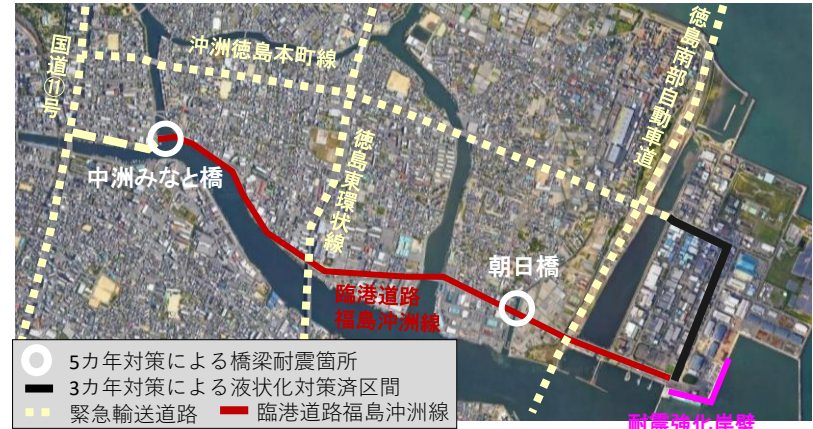 国道⑪号
沖洲徳島本町線
徳島南部自動車道
徳島東環状線
中洲みなと橋
朝日橋
臨港道路
福島沖洲線
5カ年対策による橋梁耐震箇所
3カ年対策による液状化対策済区間
緊急輸送道路 臨港道路福島沖洲線
耐震強化岸壁